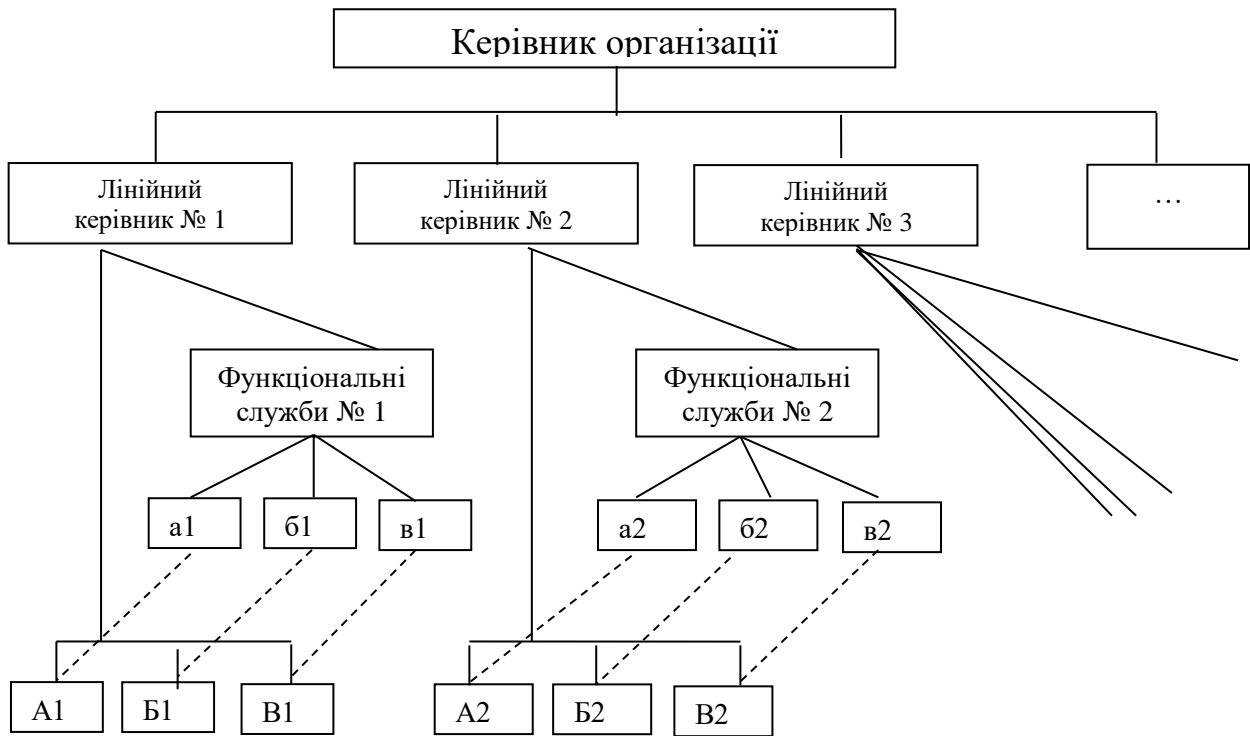 Керівник організації
Лінійний
керівник № 1
Лінійний
керівник № 2
Лінійний
керівник № 3
…
Функціональні
служби № 1
Функціональні
служби № 2
а1
б1
в1
а2
б2
в2
А1
Б1
В1
А2
Б2
В2